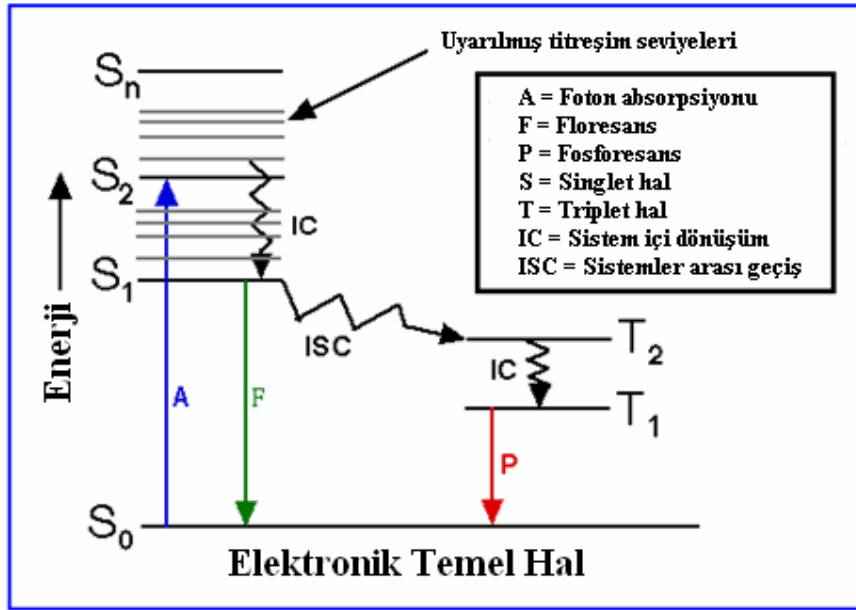 Uyarılmış titreşim seviyeleri
A = Foton absorpsiyonu
F = Floresans
P = Fosforesans
S = Singlet hal
T = Triplet hal
IC = Sistem içi dönüşüm
ISC = Sistemler arası geçiş
Sn
S2
IC
S1
ISC
T2
IC
T1
Enerji
A
F
P
S0
Elektronik Temel Hal